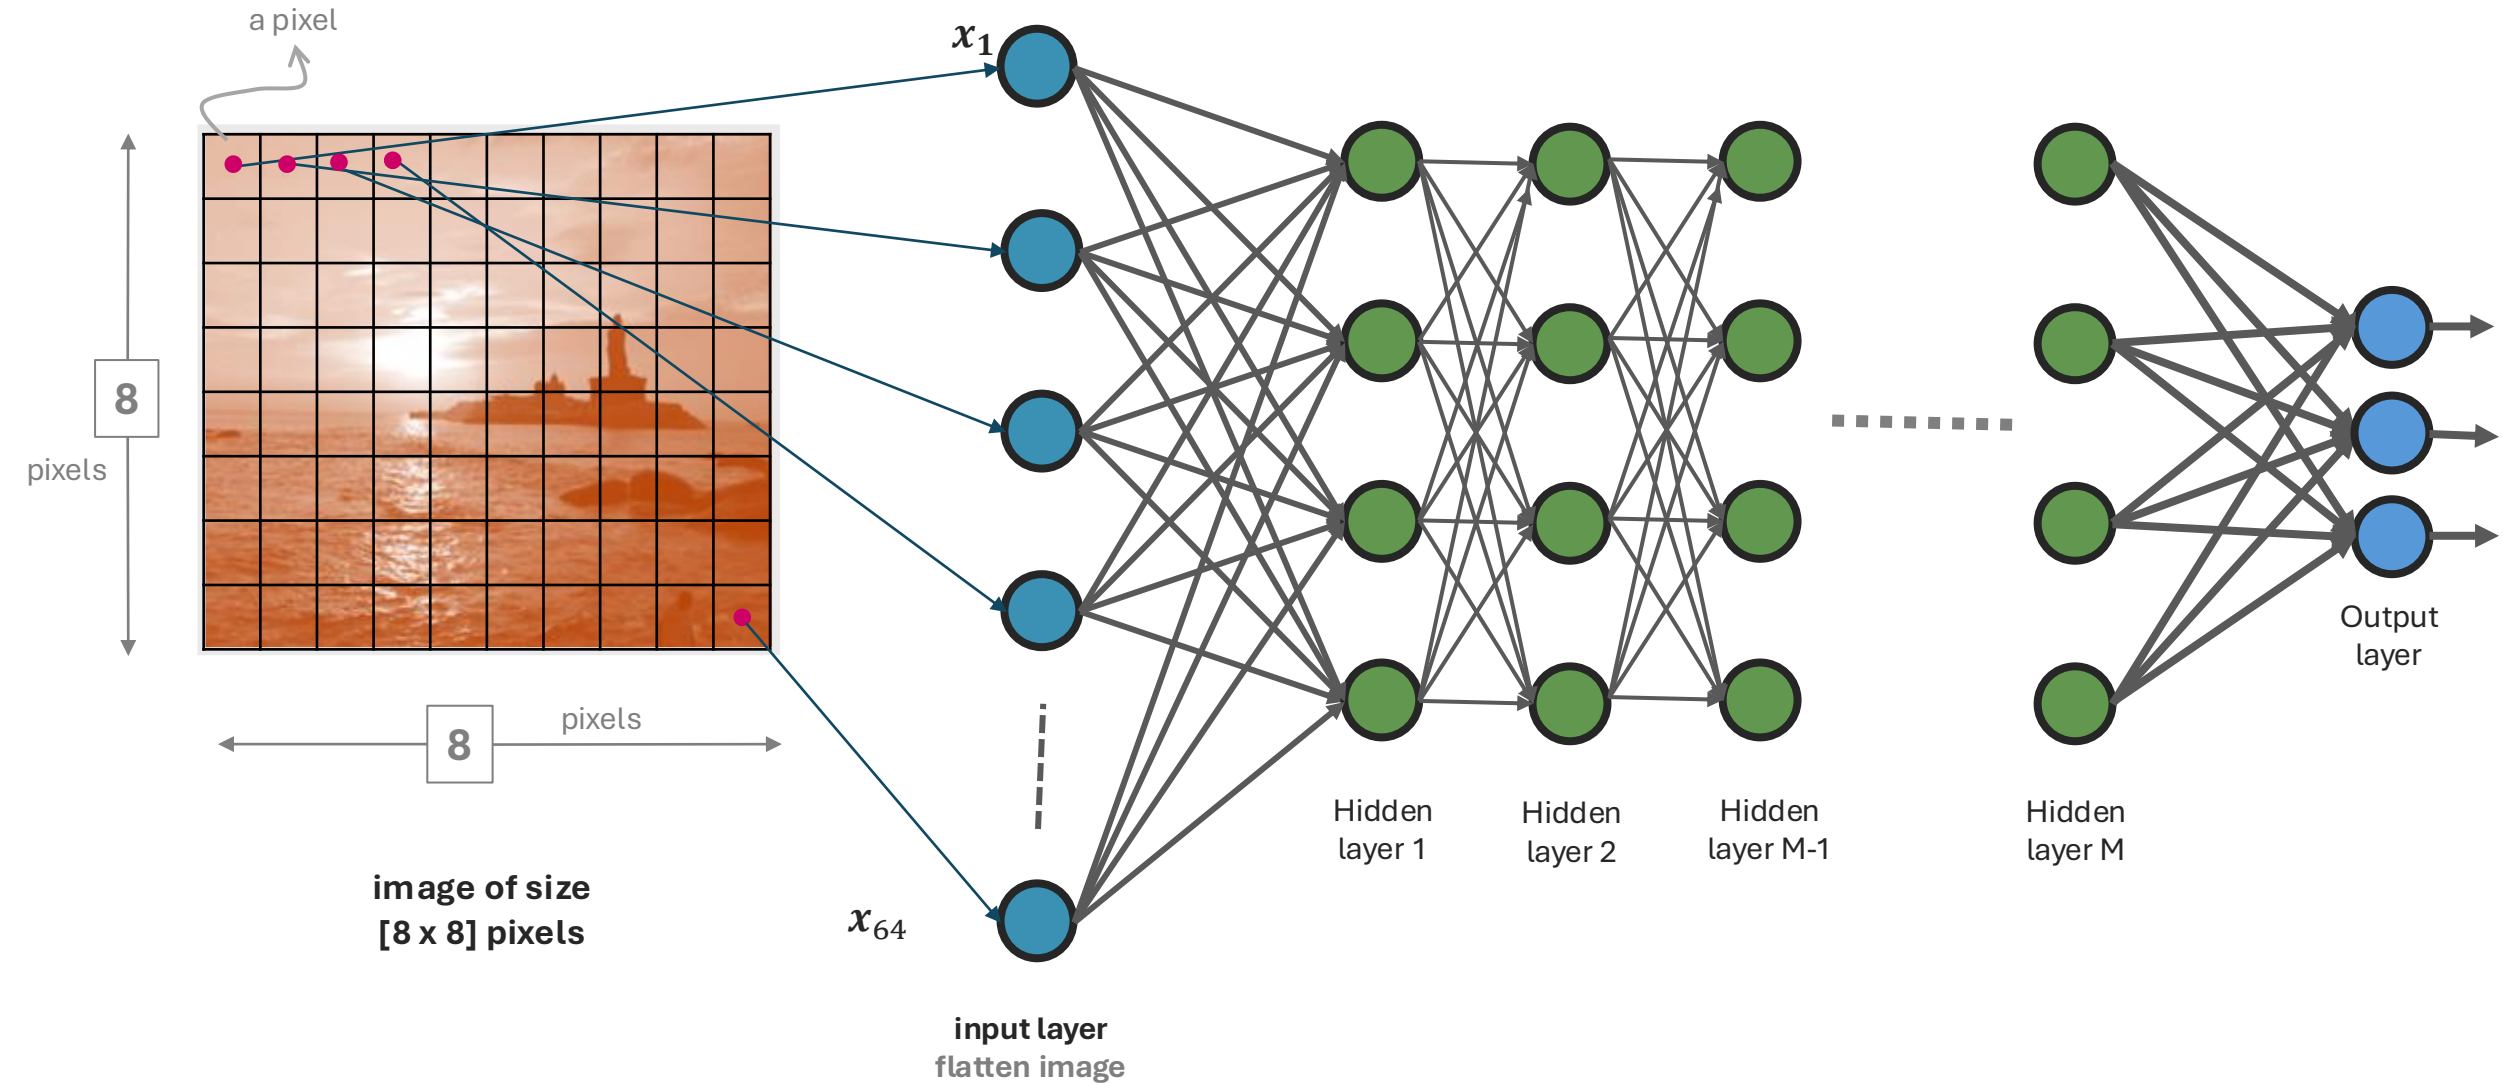 a pixel
x1
8
pixels
pixels
8
image of size
[8 x 8] pixels
x64
input layer
flatten image
Hidden
layer 1
Hidden
layer 2
Hidden
layer M-1
Hidden
layer M
Output
layer